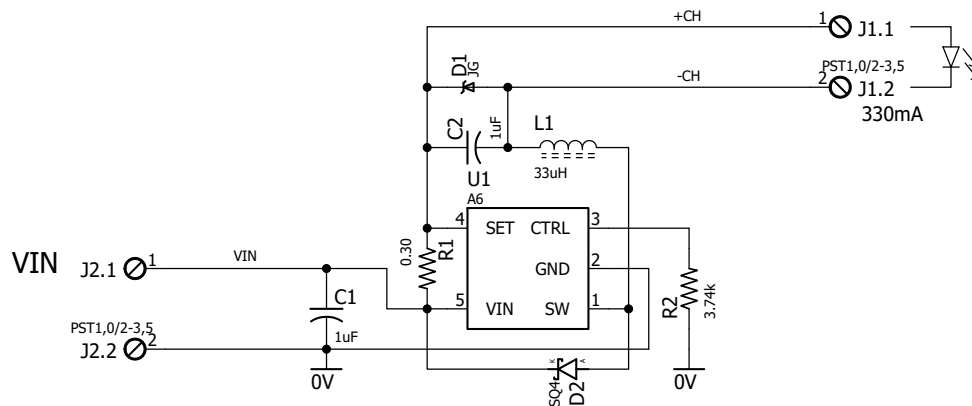 +CH
1
J1.1
D1
JG
PST1,0/2-3,5
-CH
2
J1.2
330mA
C2
1uF
L1
33uH
U1
A6
4
SET
CTRL
3
0.30
R1
GND
2
VIN
J2.1
1
VIN
5
VIN
SW
1
R2
3.74k
C1
1uF
PST1,0/2-3,5
J2.2
2
0V
SQ4
K
A
D2
0V